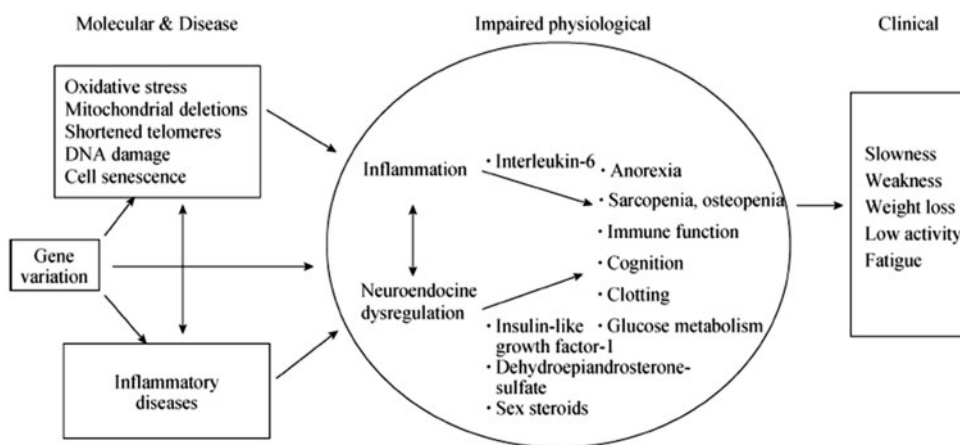 Molecular & Disease
Impaired physiological
Clinical
Oxidative stress
Mitochondrial deletions
Shortened telomeres
DNA damage
Cell senescence
Gene
variation
Inflammatory
diseases
Inflammation
· Interleukin-6
Neuroendocine
dysregulation
· Insulin-like
growth factor-1
· Dehydroepiandrosterone-
sulfate
· Sex steroids
· Anorexia
· Sarcopenia, osteopenia
· Immune function
· Cognition
· Clotting
· Glucose metabolism
Slowness
Weakness
Weight loss
Low activity
Fatigue